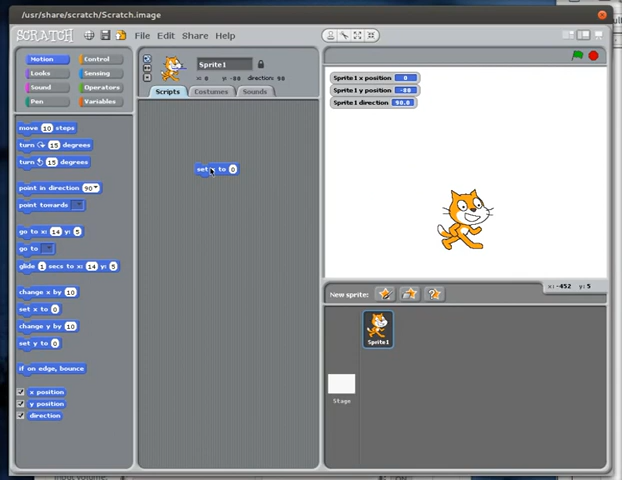 /usr/share/scratch/Scratch.image
SCRATCH File Edit Share Help
Motion Control
Looks Sensing
Sound Operators
Pen Variables
move 10 steps
turn 15 degrees
turn 15 degrees
point in direction 90
point towards
go to x: 14 y: 5
go to
glide 1 secs to x: 14 y: 5
change x by 10
set x to 0
change y by 10
set y to 0
if on edge, bounce
x position
y position
direction
Sprite1
direction: 90
Scripts Costumes Sounds
set to 0
Sprite1 x position 0
Sprite1 y position
Sprite1 direction 90.0
x: -452 y: 5
New sprite:
Sprite1
Stage